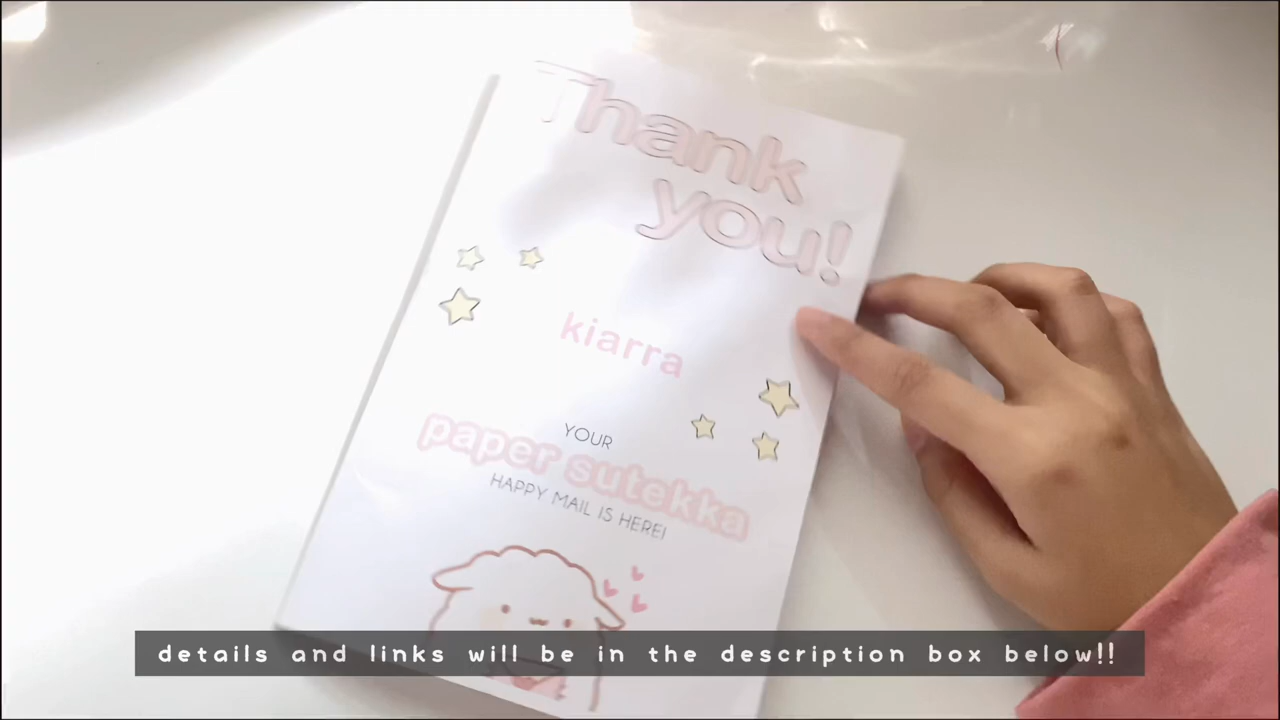 Thank
you!
kiarra
YOUR
paper sutekka
HAPPY MAIL IS HERE!
details and links will be in the description box below!!